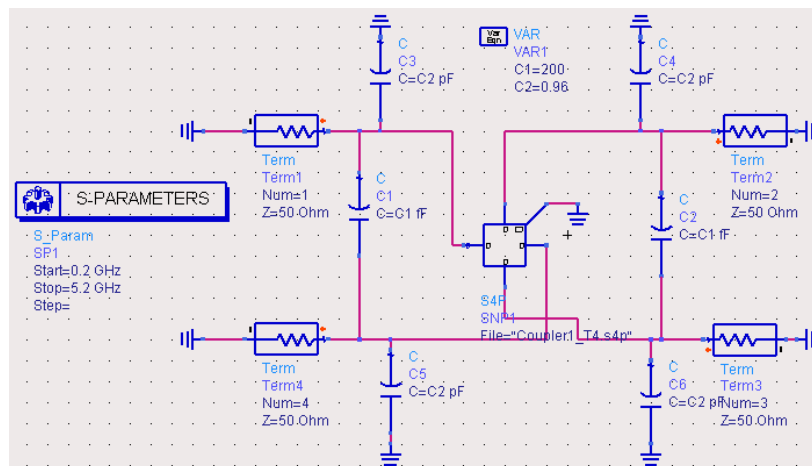 C
C3
C=C2 pF
Var
Eqn
VAR
VAR1
C1=200
C2=0.96
C
C4
C=C2 pF
Term
Term1
Num=1
Z=50 Ohm
C
C1
C=C1 fF
Term
Term2
Num=2
Z=50 Ohm
S-PARAMETERS
S_Param
SP1
Start=0.2 GHz
Stop=5.2 GHz
Step=
C
C2
C=C1 fF
S4P
SNP1
File="Coupler1_T4.s4p"
Term
Term4
Num=4
Z=50 Ohm
C
C5
C=C2 pF
C
C6
C=C2 pF
Term
Term3
Num=3
Z=50 Ohm